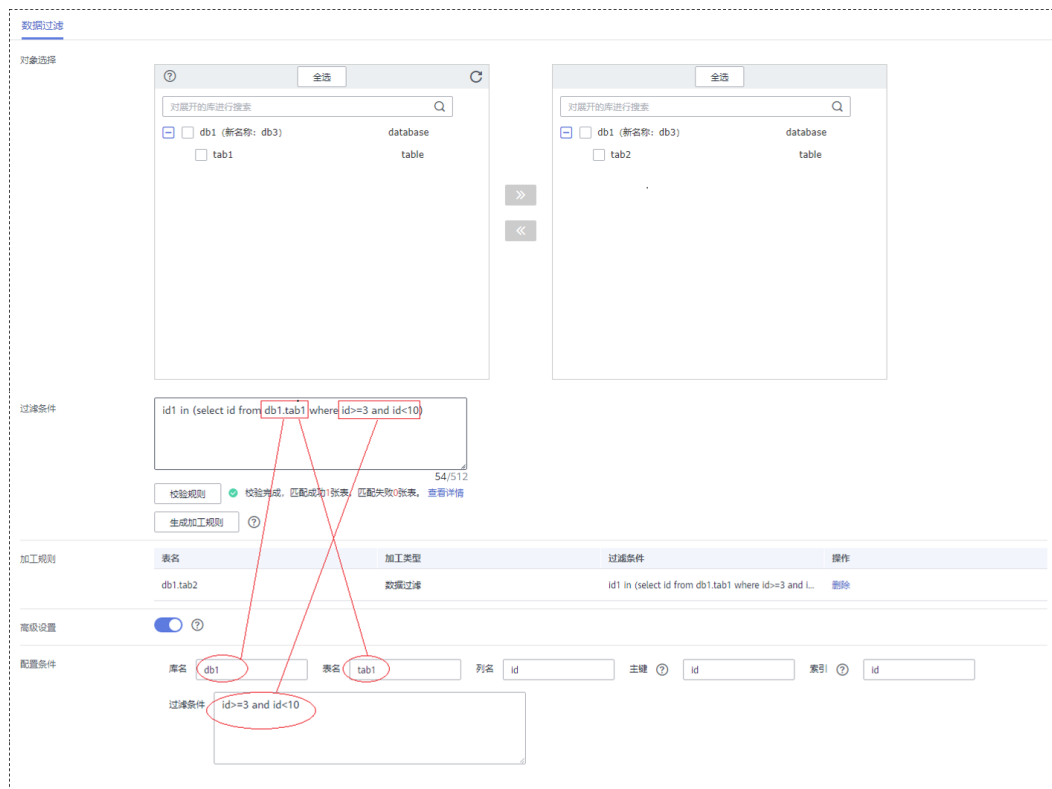 数据过滤
对象选择
全选
全选
对展开的库进行搜索
对展开的库进行搜索
db1（新名称：db3） database
db1（新名称：db3） database
tab1 table
tab2 table
过滤条件
id1 in (select id from db1.tab1 where id>=3 and id<10)
54/512
校验规则 校验完成，匹配成功1张表，匹配失败0张表。 查看详情
生成加工规则
加工规则 表名 加工类型 过滤条件 操作
db1.tab2 数据过滤 id1 in (select id from db1.tab1 where id>=3 and i... 删除
高级设置
配置条件
库名 db1 表名 tab1 列名 id 主键 id 索引 id
过滤条件 id>=3 and id<10